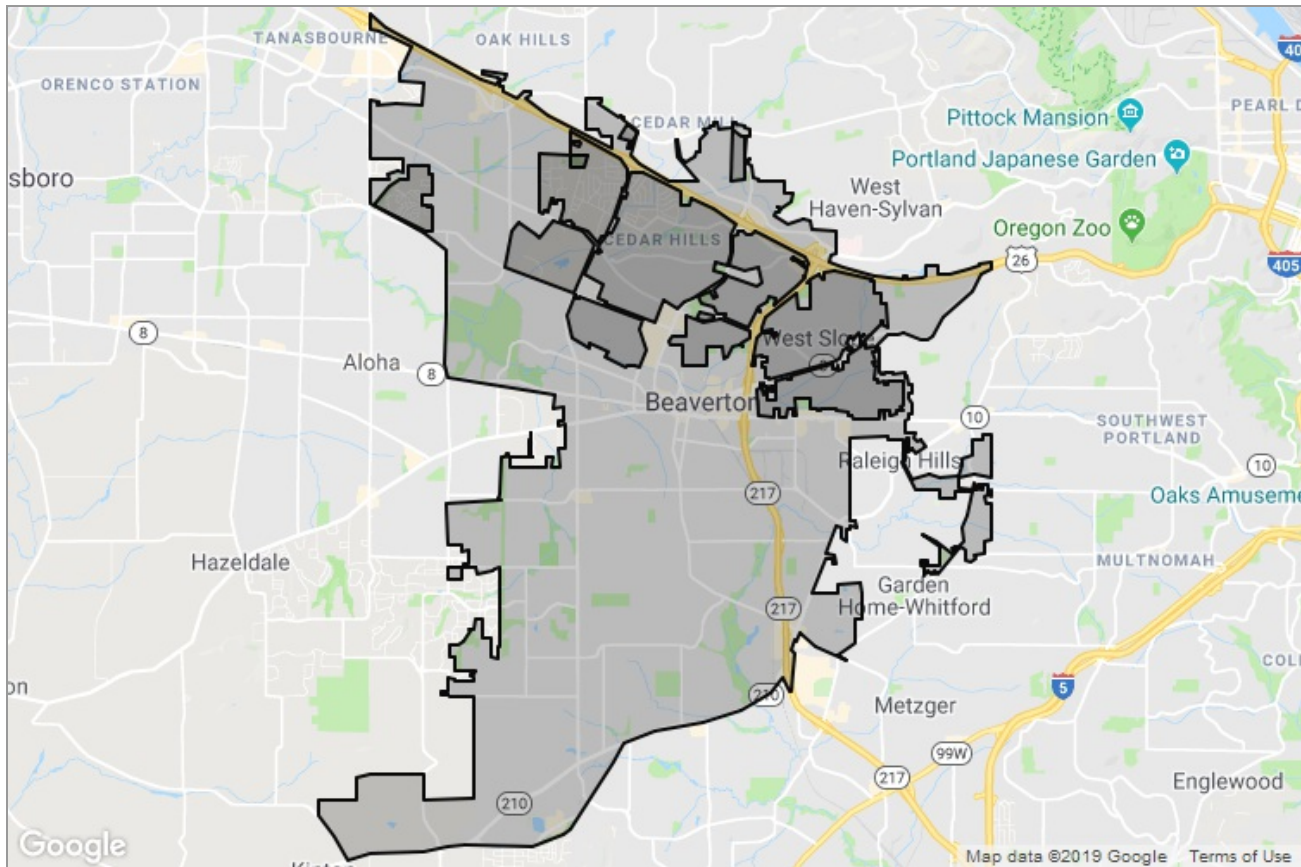 TANASBOURNE
OAK HILLS
40
ORENCO STATION
PEARL D
Pittock Mansion
CEDAR MILL
Portland Japanese Garden
sboro
West
Haven-Sylvan
Oregon Zoo
CEDAR HILLS
26
405
8
West Slope
8
Aloha
8
Beaverton
10
SOUTHWEST
PORTLAND
Raleigh Hills
10
217
Oaks Amuseme
Hazeldale
MULTNOMAH
Garden
Home-Whitford
217
COL
on
5
210
Metzger
99W
217
Englewood
210
Google
Kinton
Map data ©2019 Google
Terms of Use